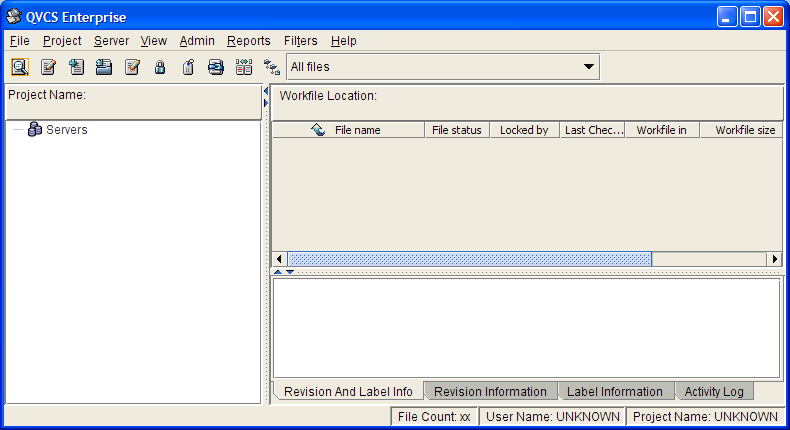 QVCS Enterprise
File Project Server View Admin Reports Filters Help
All files
Project Name:
Workfile Location:
Servers
File name File status Locked by Last Chec... Workfile in Workfile size
Revision And Label Info Revision Information Label Information Activity Log
File Count: xx User Name: UNKNOWN Project Name: UNKNOWN